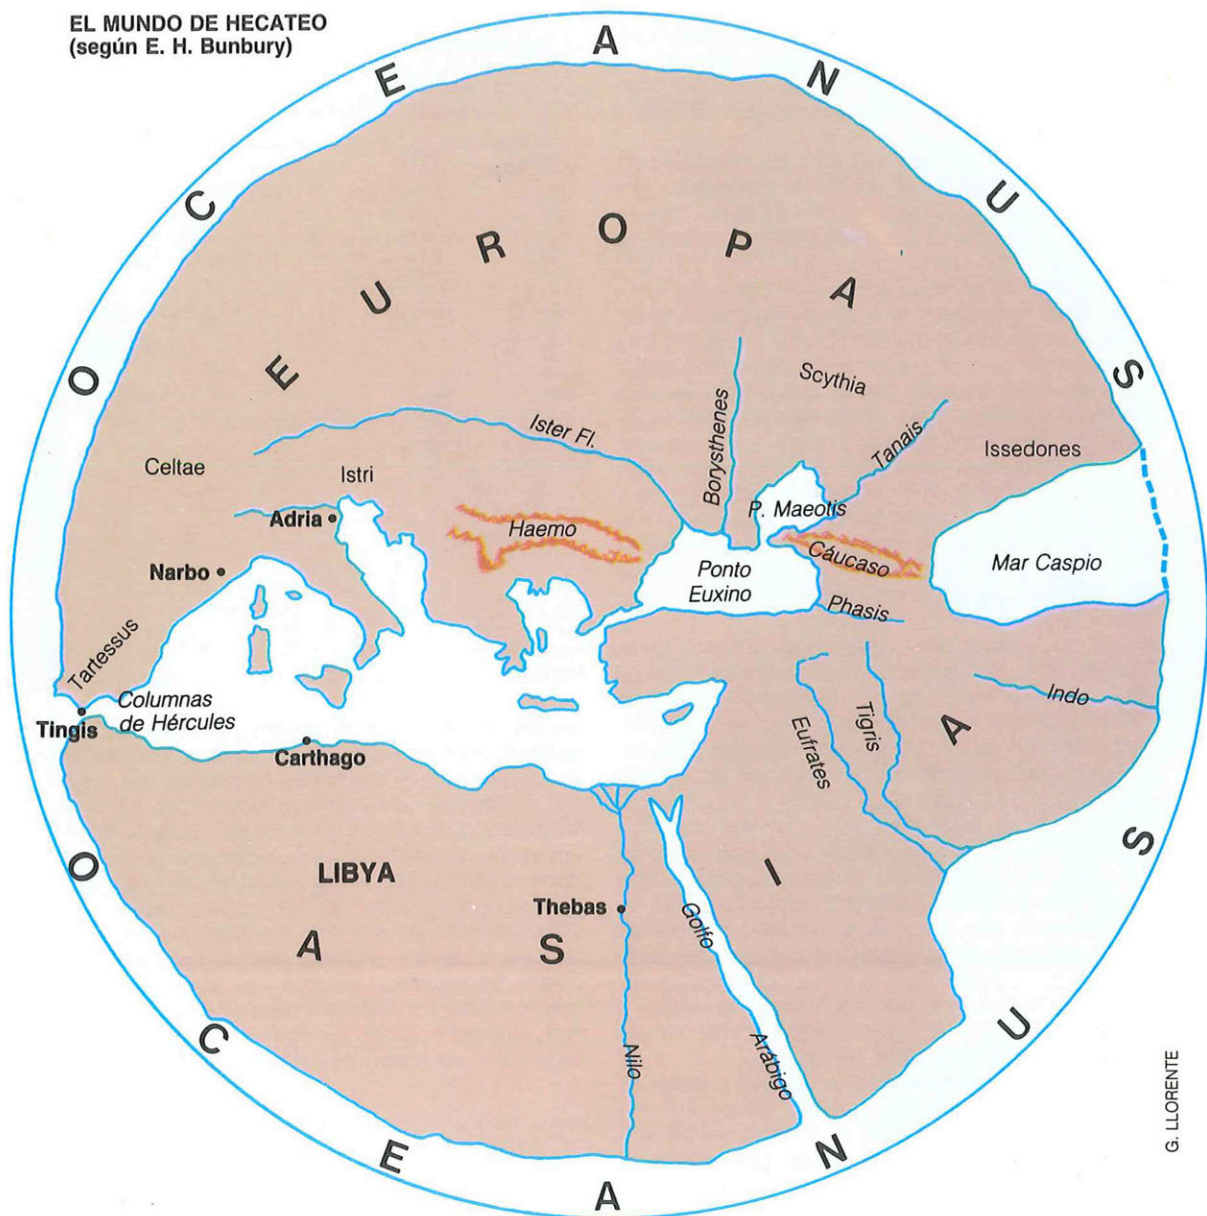 EL MUNDO DE HECATEO
(según E. H. Bunbury)
OCEANUS
EUROPA
Scythia
Borysthenes
Tanais
Ister Fl.
Issedones
Celtae
Istri
P. Maeotis
Adria
Haemo
Cáucaso
Mar Caspio
Narbo
Ponto
Euxino
Phasis
Tartessus
Columnas
de Hércules
Tingis
Carthago
Eufrates
Tigris
Indo
LIBYA
Thebas
Golfo
Arábigo
Nilo
ASIA
OCEANUS
G. LLORENTE